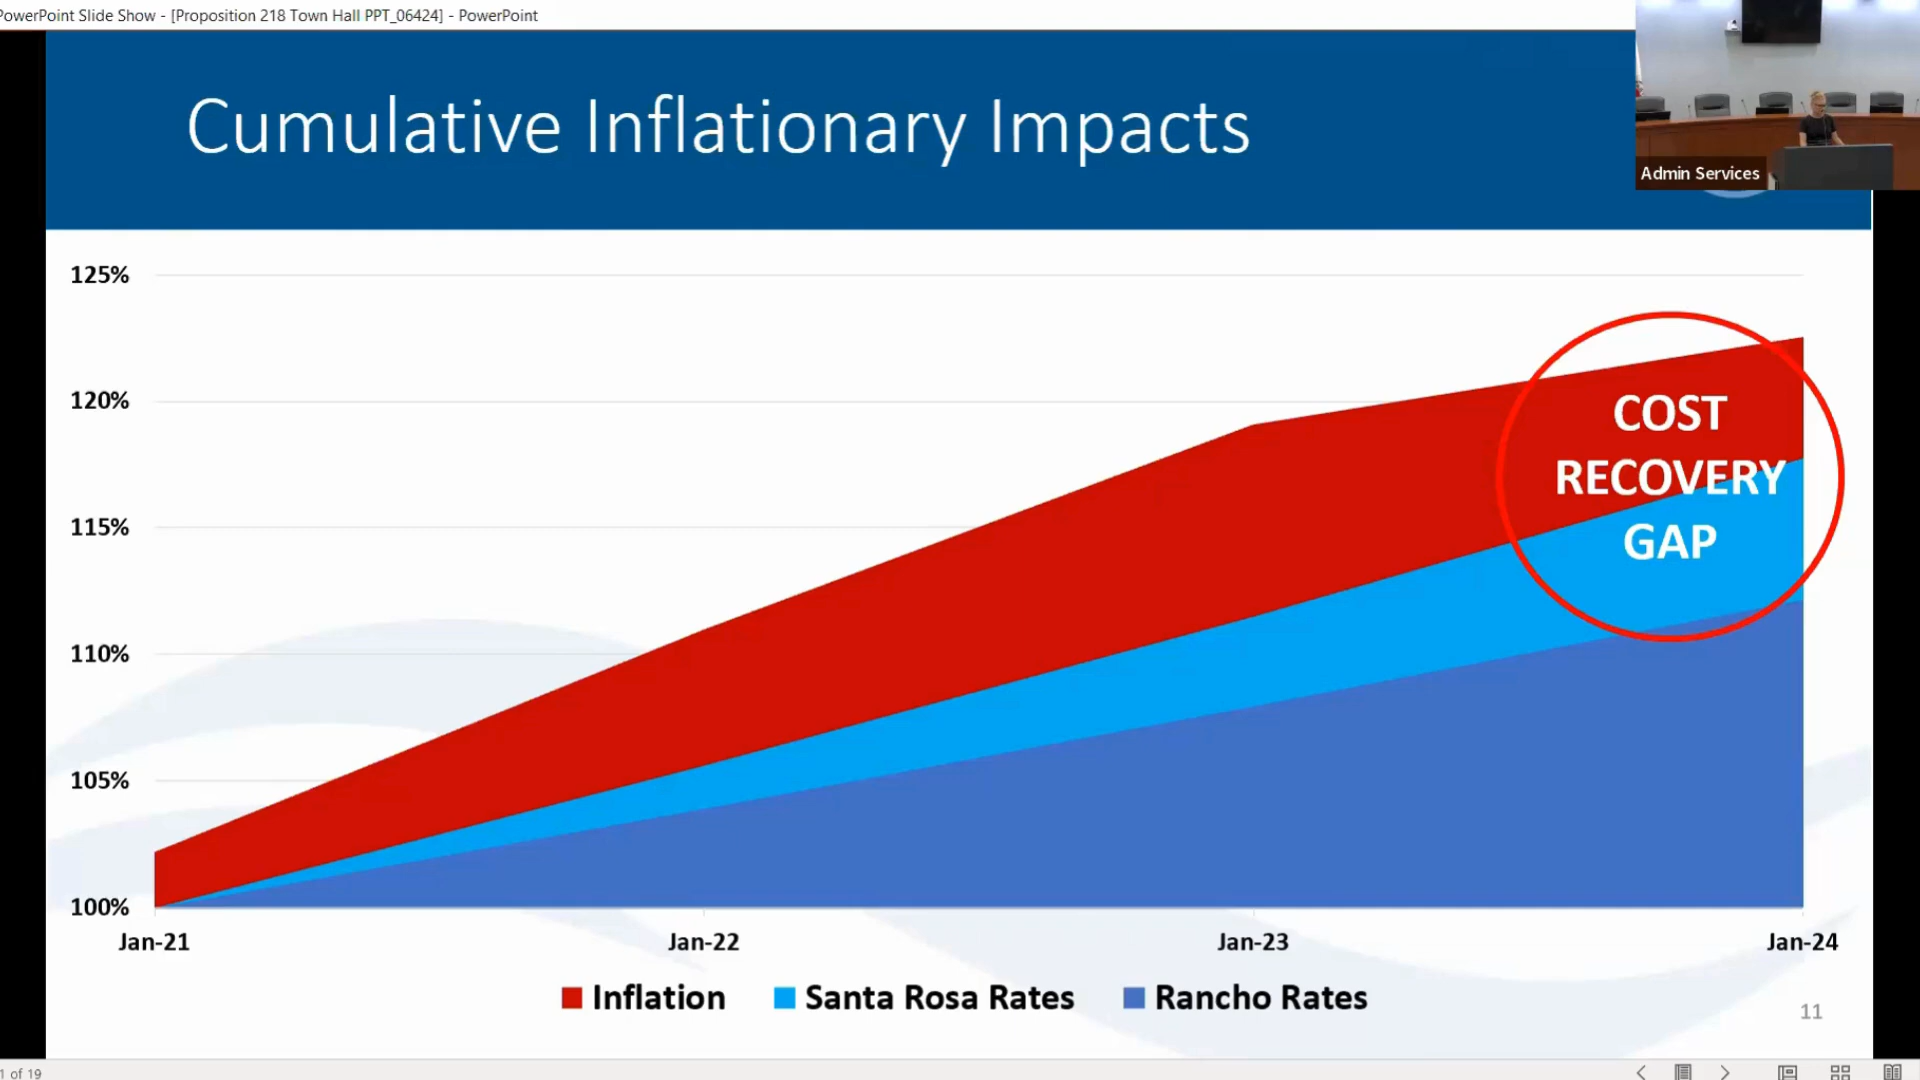 PowerPoint Slide Show - [Proposition 218 Town Hall PPT_06424] - PowerPoint
Cumulative Inflationary Impacts
Admin Services
125%
120%
115%
110%
105%
100%
COST
RECOVERY
GAP
Jan-21 Jan-22 Jan-23 Jan-24
Inflation Santa Rosa Rates Rancho Rates
11
1 of 19